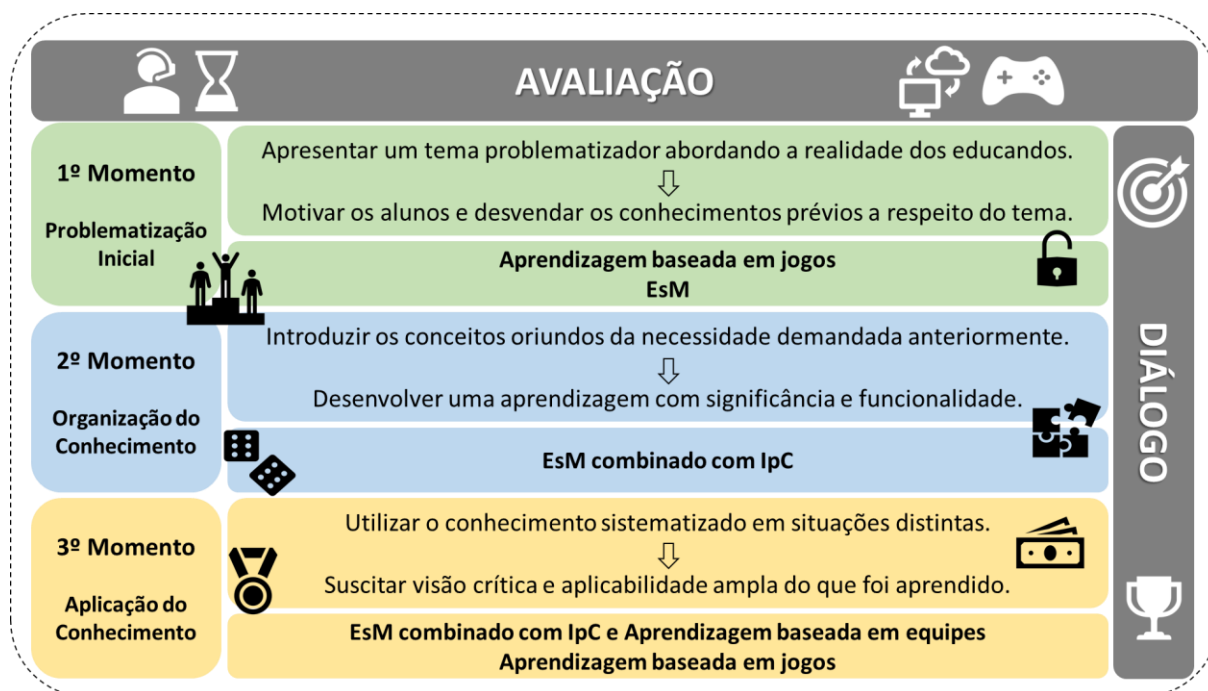 AVALIAÇÃO
1º Momento
Problematização
Inicial
Apresentar um tema problematizador abordando a realidade dos educandos.
Motivar os alunos e desvendar os conhecimentos prévios a respeito do tema.
Aprendizagem baseada em jogos
EsM
2º Momento
Organização do
Conhecimento
Introduzir os conceitos oriundos da necessidade demandada anteriormente.
Desenvolver uma aprendizagem com significância e funcionalidade.
EsM combinado com IpC
3º Momento
Aplicação do
Conhecimento
Utilizar o conhecimento sistematizado em situações distintas.
Suscitar visão crítica e aplicabilidade ampla do que foi aprendido.
EsM combinado com IpC e Aprendizagem baseada em equipes
Aprendizagem baseada em jogos
DIÁLOGO